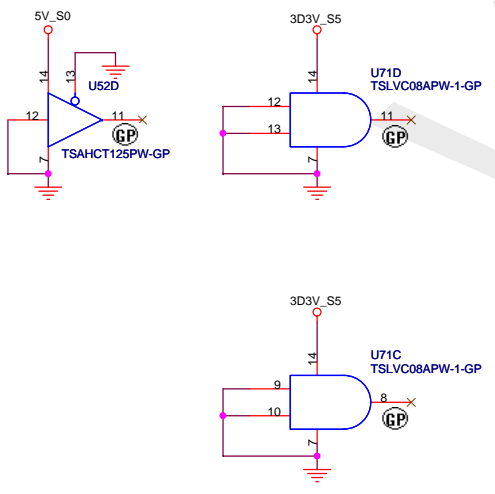 5V_S0
14
13
U52D
12
11
GP
7
TSAHCT125PW-GP
3D3V_S5
14
U71D
TSLVC08APW-1-GP
12
13
11
GP
7
3D3V_S5
14
U71C
TSLVC08APW-1-GP
9
10
8
GP
7